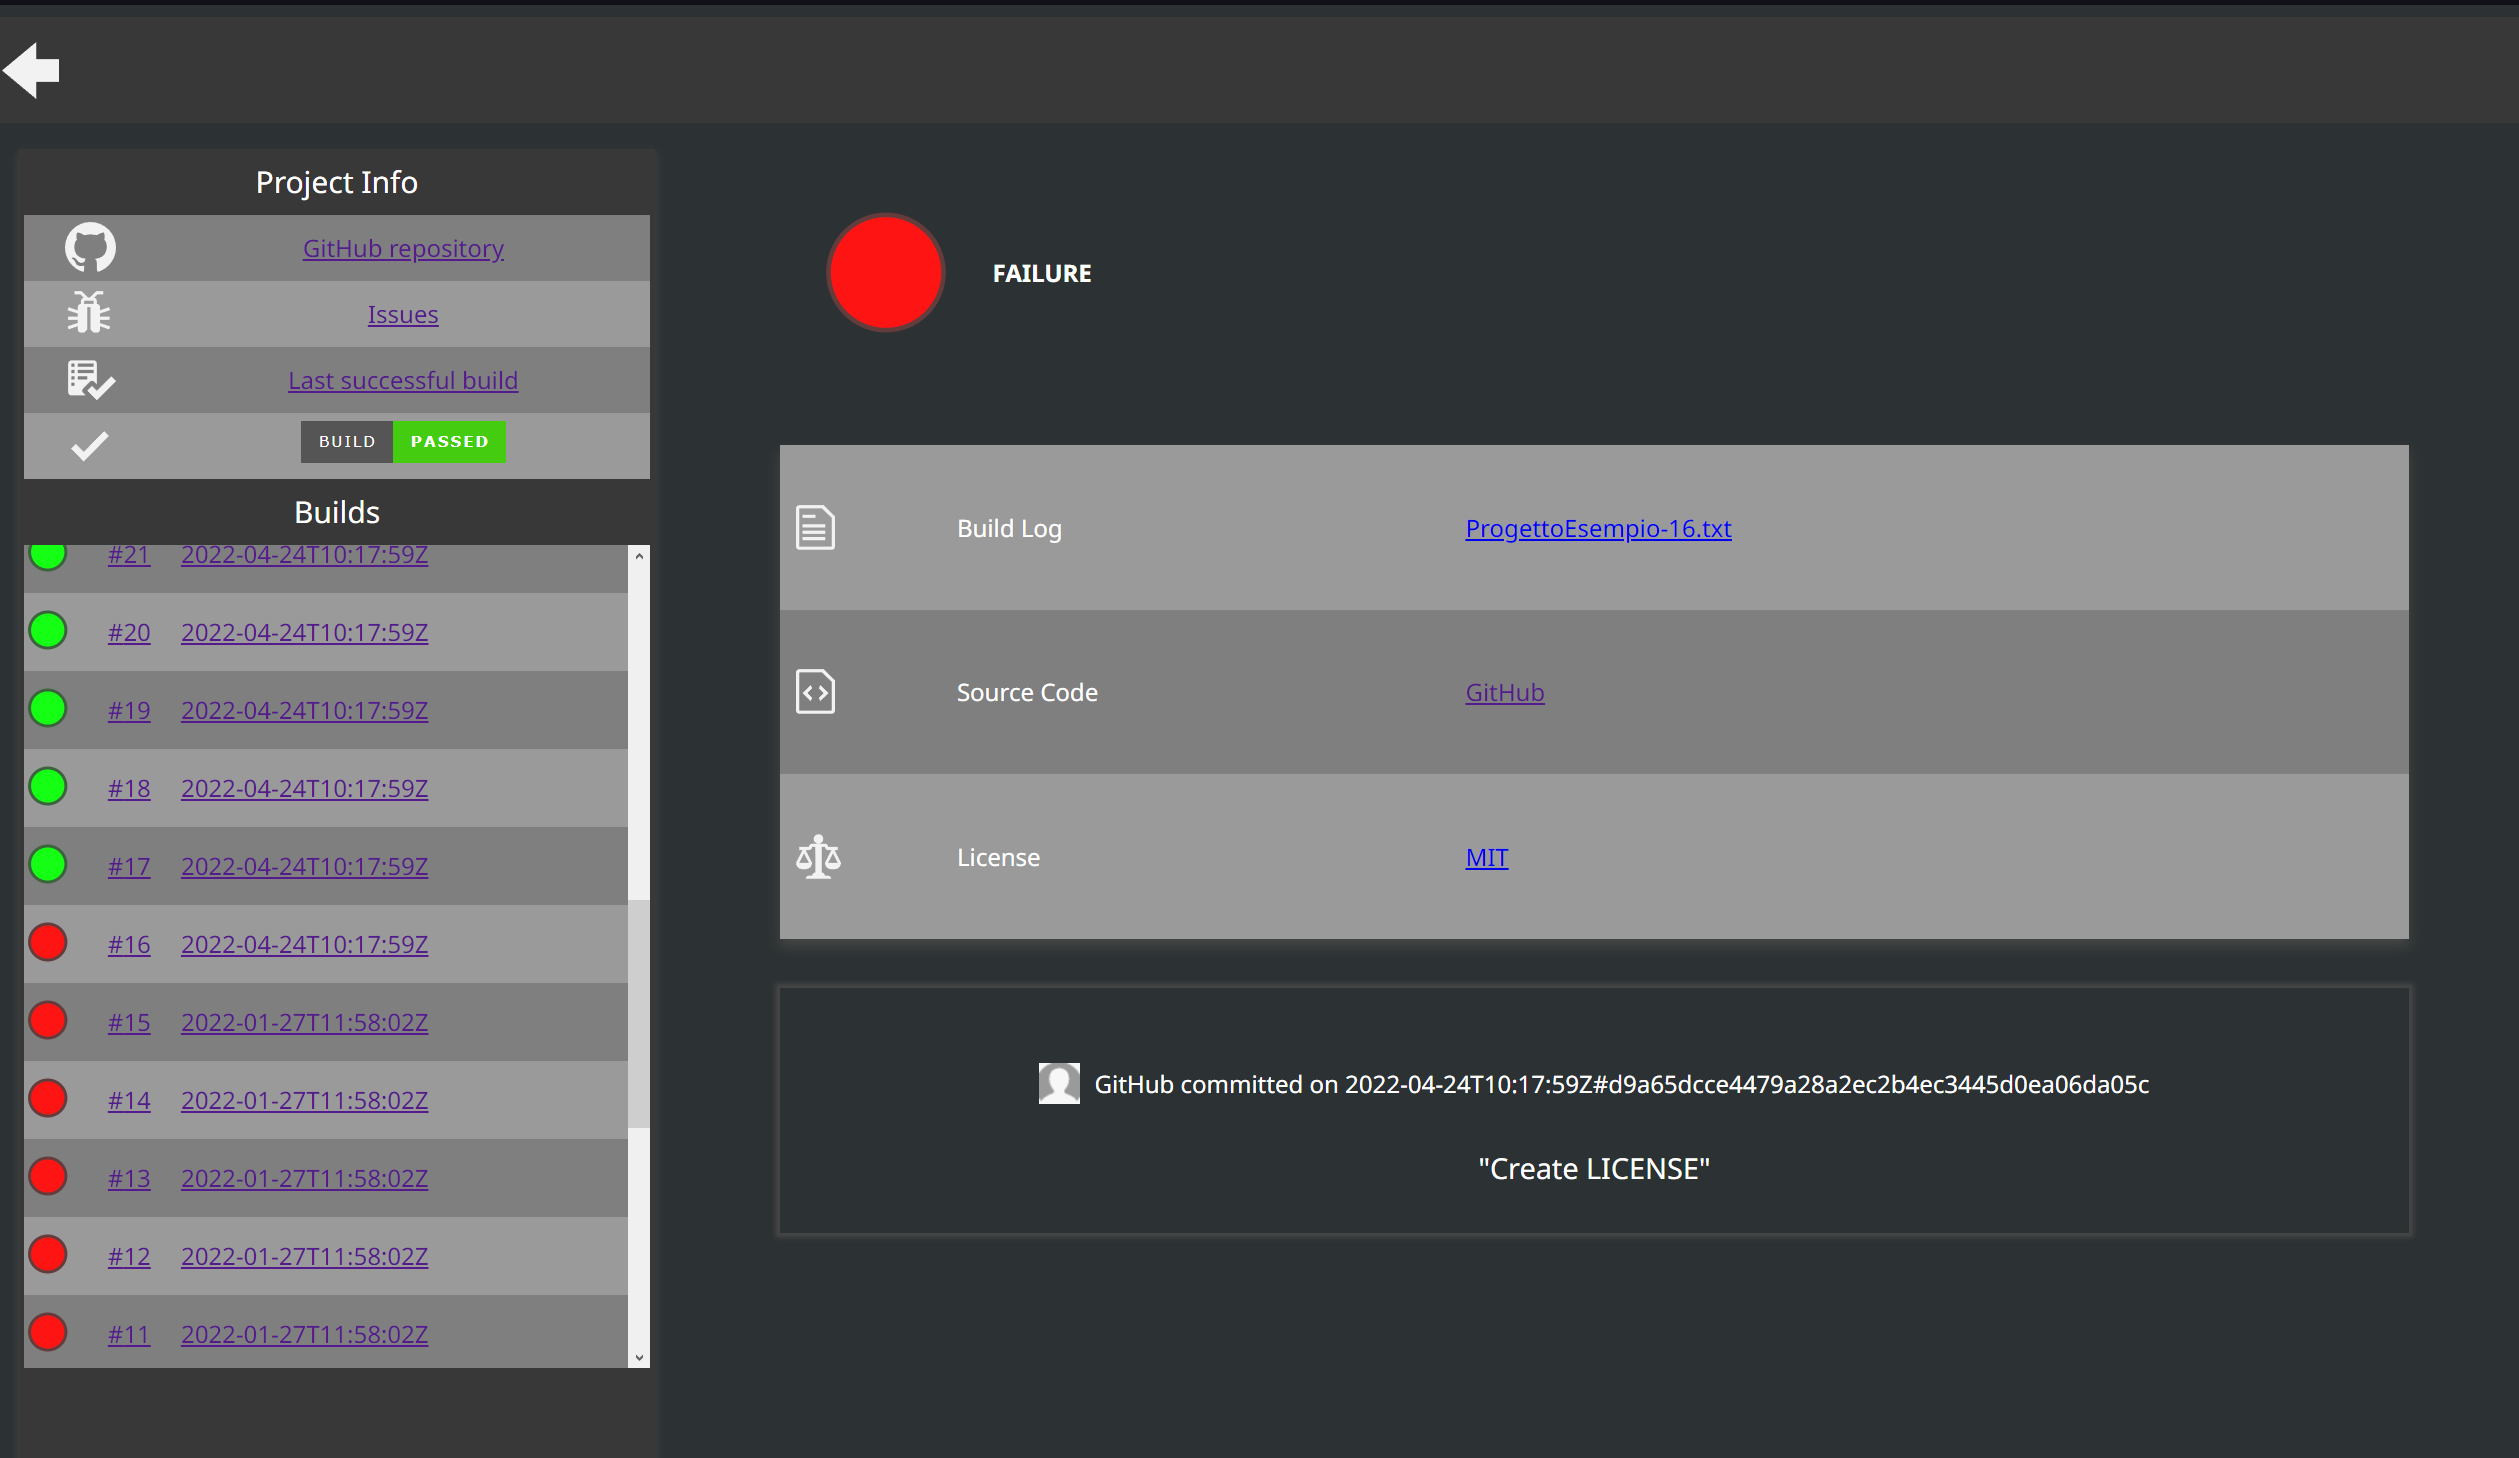 Project Info
GitHub repository
Issues
Last successful build
BUILD PASSED
Builds
#21 2022-04-24T10:17:59Z
#20 2022-04-24T10:17:59Z
#19 2022-04-24T10:17:59Z
#18 2022-04-24T10:17:59Z
#17 2022-04-24T10:17:59Z
#16 2022-04-24T10:17:59Z
#15 2022-01-27T11:58:02Z
#14 2022-01-27T11:58:02Z
#13 2022-01-27T11:58:02Z
#12 2022-01-27T11:58:02Z
#11 2022-01-27T11:58:02Z
FAILURE
Build Log ProgettoEsempio-16.txt
Source Code GitHub
License MIT
GitHub committed on 2022-04-24T10:17:59Z#d9a65dcce4479a28a2ec2b4ec3445d0ea06da05c
"Create LICENSE"